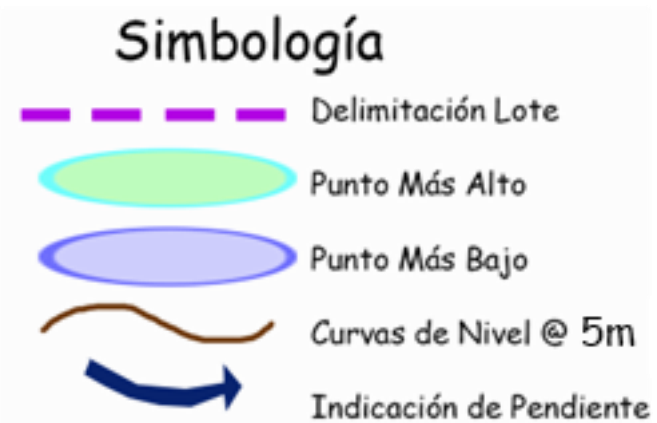 Simbología
Delimitación Lote
Punto Más Alto
Punto Más Bajo
Curvas de Nivel @ 5m
Indicación de Pendiente